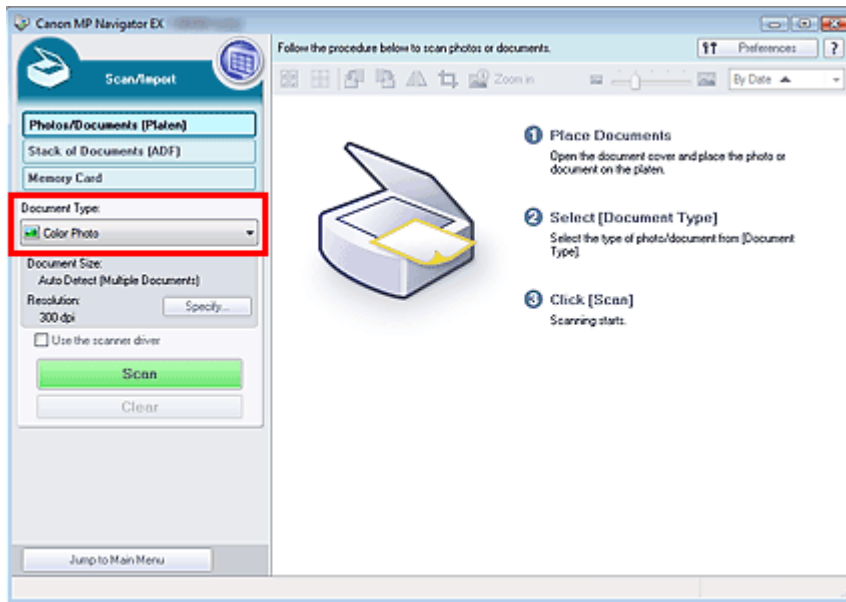 Canon MP Navigator EX
Scan/Import
Photos/Documents (Platen)
Stack of Documents (ADF)
Memory Card
Document Type:
Color Photo
Document Size:
Auto Detect (Multiple Documents)
Resolution:
300 dpi
Specify...
Use the scanner driver
Scan
Clear
Jump to Main Menu
Follow the procedure below to scan photos or documents.
Preferences
?
Zoom in
By Date
1 Place Documents
Open the document cover and place the photo or
document on the platen.
2 Select [Document Type]
Select the type of photo/document from [Document
Type].
3 Click [Scan]
Scanning starts.